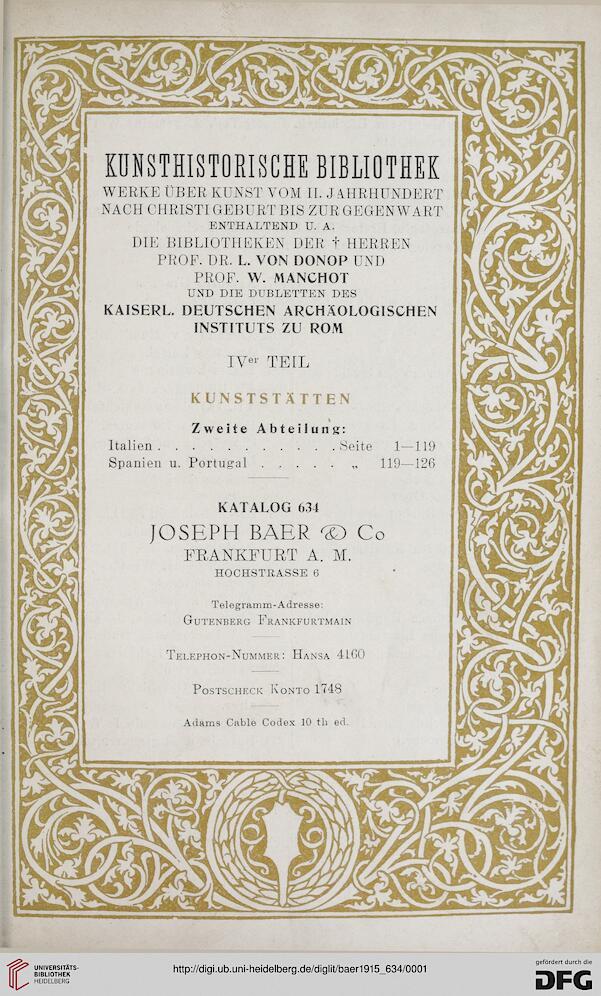 KUNSTHISTORISCHE BIBLIOTHEK
WERKE ÜBER KUNST VOM II. JAHRHUNDERT
NACH CHRISTI GEBURT BIS ZUR GEGENWART
ENTHALTEND U. A.
DIE BIBLIOTHEKEN DER † HERREN
PROF. DR. L. VON DONOP UND
PROF. W. MANCHOT
UND DIE DUBLETTEN DES
KAISERL. DEUTSCHEN ARCHÄOLOGISCHEN
INSTITUTS ZU ROM
IVer TEIL
KUNSTSTÄTTEN
Zweite Abteilung:
Italien . . . . . . . . . . . Seite 1—119
Spanien u. Portugal . . . . . „ 119—126
KATALOG 634
JOSEPH BAER & Co
FRANKFURT A. M.
HOCHSTRASSE 6
Telegramm-Adresse:
GUTENBERG FRANKFURTMAIN
TELEPHON-NUMMER: HANSA 4160
POSTSCHECK KONTO 1748
Adams Cable Codex 10 th ed.
UNIVERSITÄTS-
BIBLIOTHEK
HEIDELBERG
http://digi.ub.uni-heidelberg.de/diglit/baer1915_634/0001
gefördert durch die
DFG